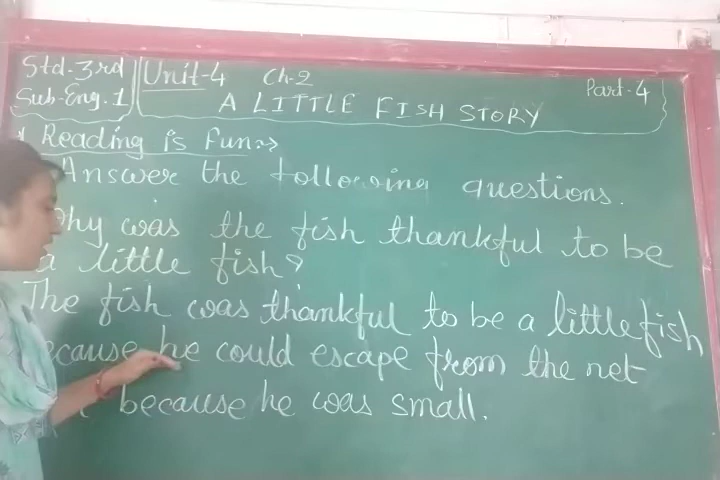 Std. 3rd
Sub-Eng. 1
Unit-4 Ch-2
Part-4
A LITTLE FISH STORY
Reading is Fun
Answer the following questions.
Why was the fish thankful to be
a little fish?
The fish was thankful to be a little fish
because he could escape from the net
because he was small.